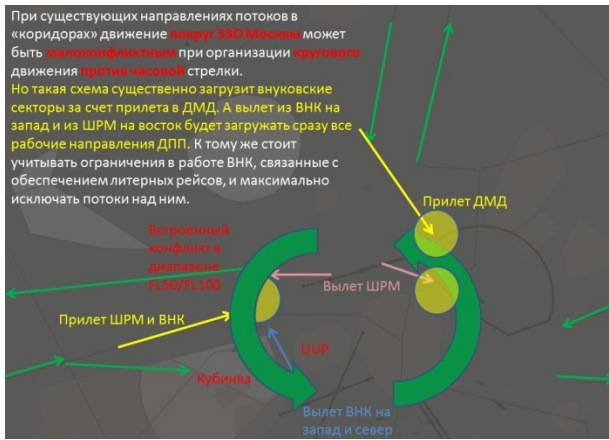 При существующих направлениях потоков в
«коридорах» движение вокруг ЗЗО Москвы может
быть малоконфликтным при организации кругового
движения против часовой стрелки.
Но такая схема существенно загрузит внуковские
секторы за счет прилета в ДМД. А вылет из ВНК на
запад и из ШРМ на восток будет загружать сразу все
рабочие направления ДПП. К тому же стоит
учитывать ограничения в работе ВНК, связанные с
обеспечением литерных рейсов, и максимально
исключать потоки над ним.
Прилет ДМД
Встроенный
конфликт в
диапазоне
FL50/FL100
Вылет ШРМ
Прилет ШРМ и ВНК
UUP
Кубинка
Вылет ВНК на
запад и север